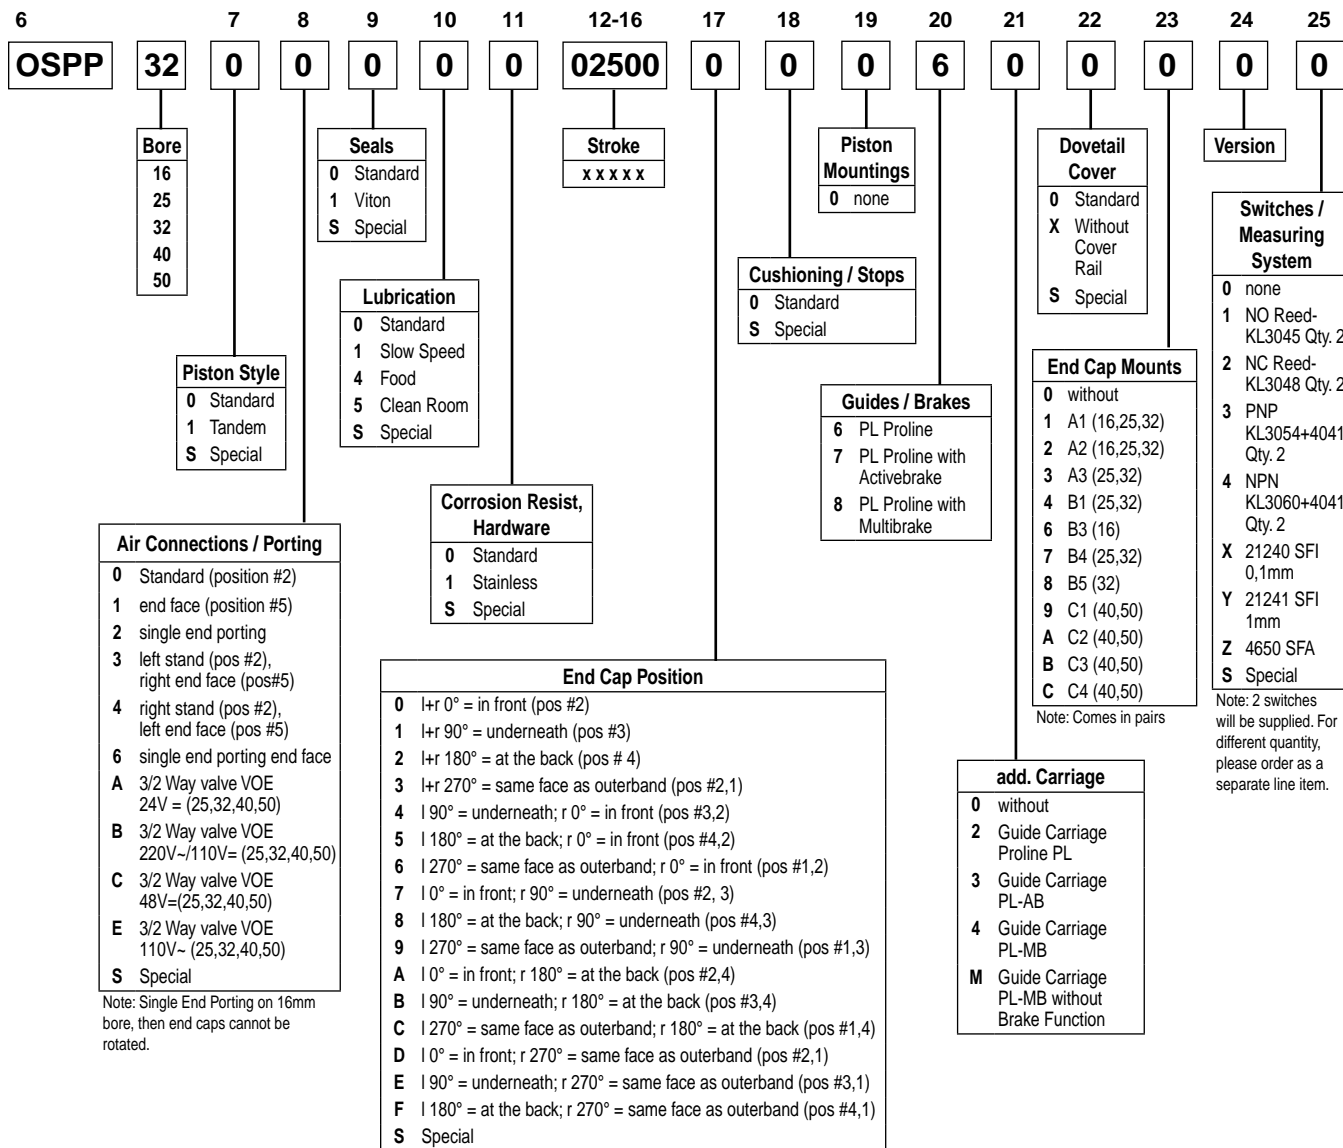 6 7 8 9 10 11 12-16 17 18 19 20 21 22 23 24 25
OSPP 32 0 0 0 0 0 02500 0 0 0 6 0 0 0 0 0
Bore
16
25
32
40
50
Piston Style
0 Standard
1 Tandem
S Special
Air Connections / Porting
0 Standard (position #2)
1 end face (position #5)
2 single end porting
3 left stand (pos #2),
right end face (pos#5)
4 right stand (pos #2),
left end face (pos #5)
6 single end porting end face
A 3/2 Way valve VOE
24V = (25,32,40,50)
B 3/2 Way valve VOE
220V~/110V= (25,32,40,50)
C 3/2 Way valve VOE
48V=(25,32,40,50)
E 3/2 Way valve VOE
110V~ (25,32,40,50)
S Special
Note: Single End Porting on 16mm
bore, then end caps cannot be
rotated.
Seals
0 Standard
1 Viton
S Special
Lubrication
0 Standard
1 Slow Speed
4 Food
5 Clean Room
S Special
Corrosion Resist,
Hardware
0 Standard
1 Stainless
S Special
Stroke
x x x x x
End Cap Position
0 l+r 0° = in front (pos #2)
1 l+r 90° = underneath (pos #3)
2 l+r 180° = at the back (pos # 4)
3 l+r 270° = same face as outerband (pos #2,1)
4 l 90° = underneath; r 0° = in front (pos #3,2)
5 l 180° = at the back; r 0° = in front (pos #4,2)
6 l 270° = same face as outerband; r 0° = in front (pos #1,2)
7 l 0° = in front; r 90° = underneath (pos #2, 3)
8 l 180° = at the back; r 90° = underneath (pos #4,3)
9 l 270° = same face as outerband; r 90° = underneath (pos #1,3)
A l 0° = in front; r 180° = at the back (pos #2,4)
B l 90° = underneath; r 180° = at the back (pos #3,4)
C l 270° = same face as outerband; r 180° = at the back (pos #1,4)
D l 0° = in front; r 270° = same face as outerband (pos #2,1)
E l 90° = underneath; r 270° = same face as outerband (pos #3,1)
F l 180° = at the back; r 270° = same face as outerband (pos #4,1)
S Special
Cushioning / Stops
0 Standard
S Special
Piston
Mountings
0 none
Guides / Brakes
6 PL Proline
7 PL Proline with
Activebrake
8 PL Proline with
Multibrake
add. Carriage
0 without
2 Guide Carriage
Proline PL
3 Guide Carriage
PL-AB
4 Guide Carriage
PL-MB
M Guide Carriage
PL-MB without
Brake Function
Dovetail
Cover
0 Standard
X Without
Cover
Rail
S Special
End Cap Mounts
0 without
1 A1 (16,25,32)
2 A2 (16,25,32)
3 A3 (25,32)
4 B1 (25,32)
6 B3 (16)
7 B4 (25,32)
8 B5 (32)
9 C1 (40,50)
A C2 (40,50)
B C3 (40,50)
C C4 (40,50)
Note: Comes in pairs
Version
Switches /
Measuring
System
0 none
1 NO Reed-
KL3045 Qty. 2
2 NC Reed-
KL3048 Qty. 2
3 PNP
KL3054+4041
Qty. 2
4 NPN
KL3060+4041
Qty. 2
X 21240 SFI
0,1mm
Y 21241 SFI
1mm
Z 4650 SFA
S Special
Note: 2 switches
will be supplied. For
different quantity,
please order as a
separate line item.